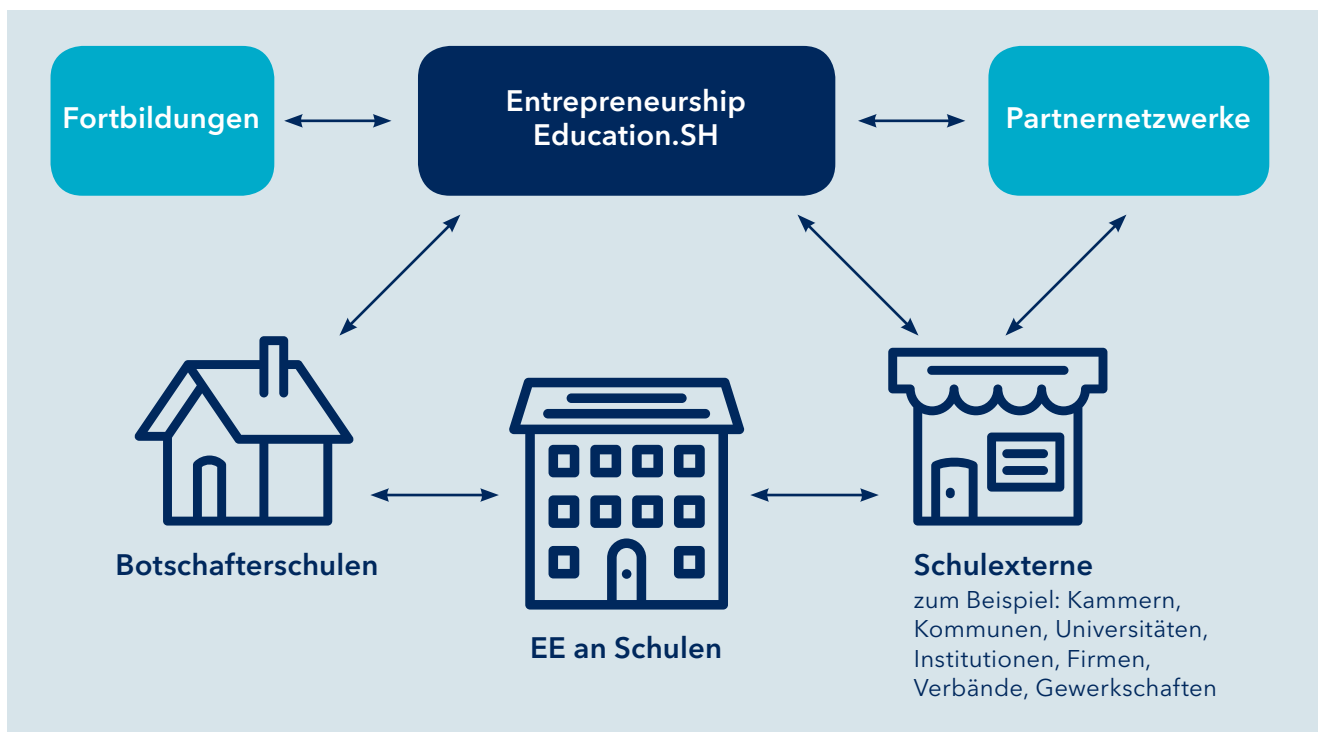 Fortbildungen
Entrepreneurship
Education.SH
Partnernetzwerke
Botschafterschulen
EE an Schulen
Schulexterne
zum Beispiel: Kammern,
Kommunen, Universitäten,
Institutionen, Firmen,
Verbände, Gewerkschaften